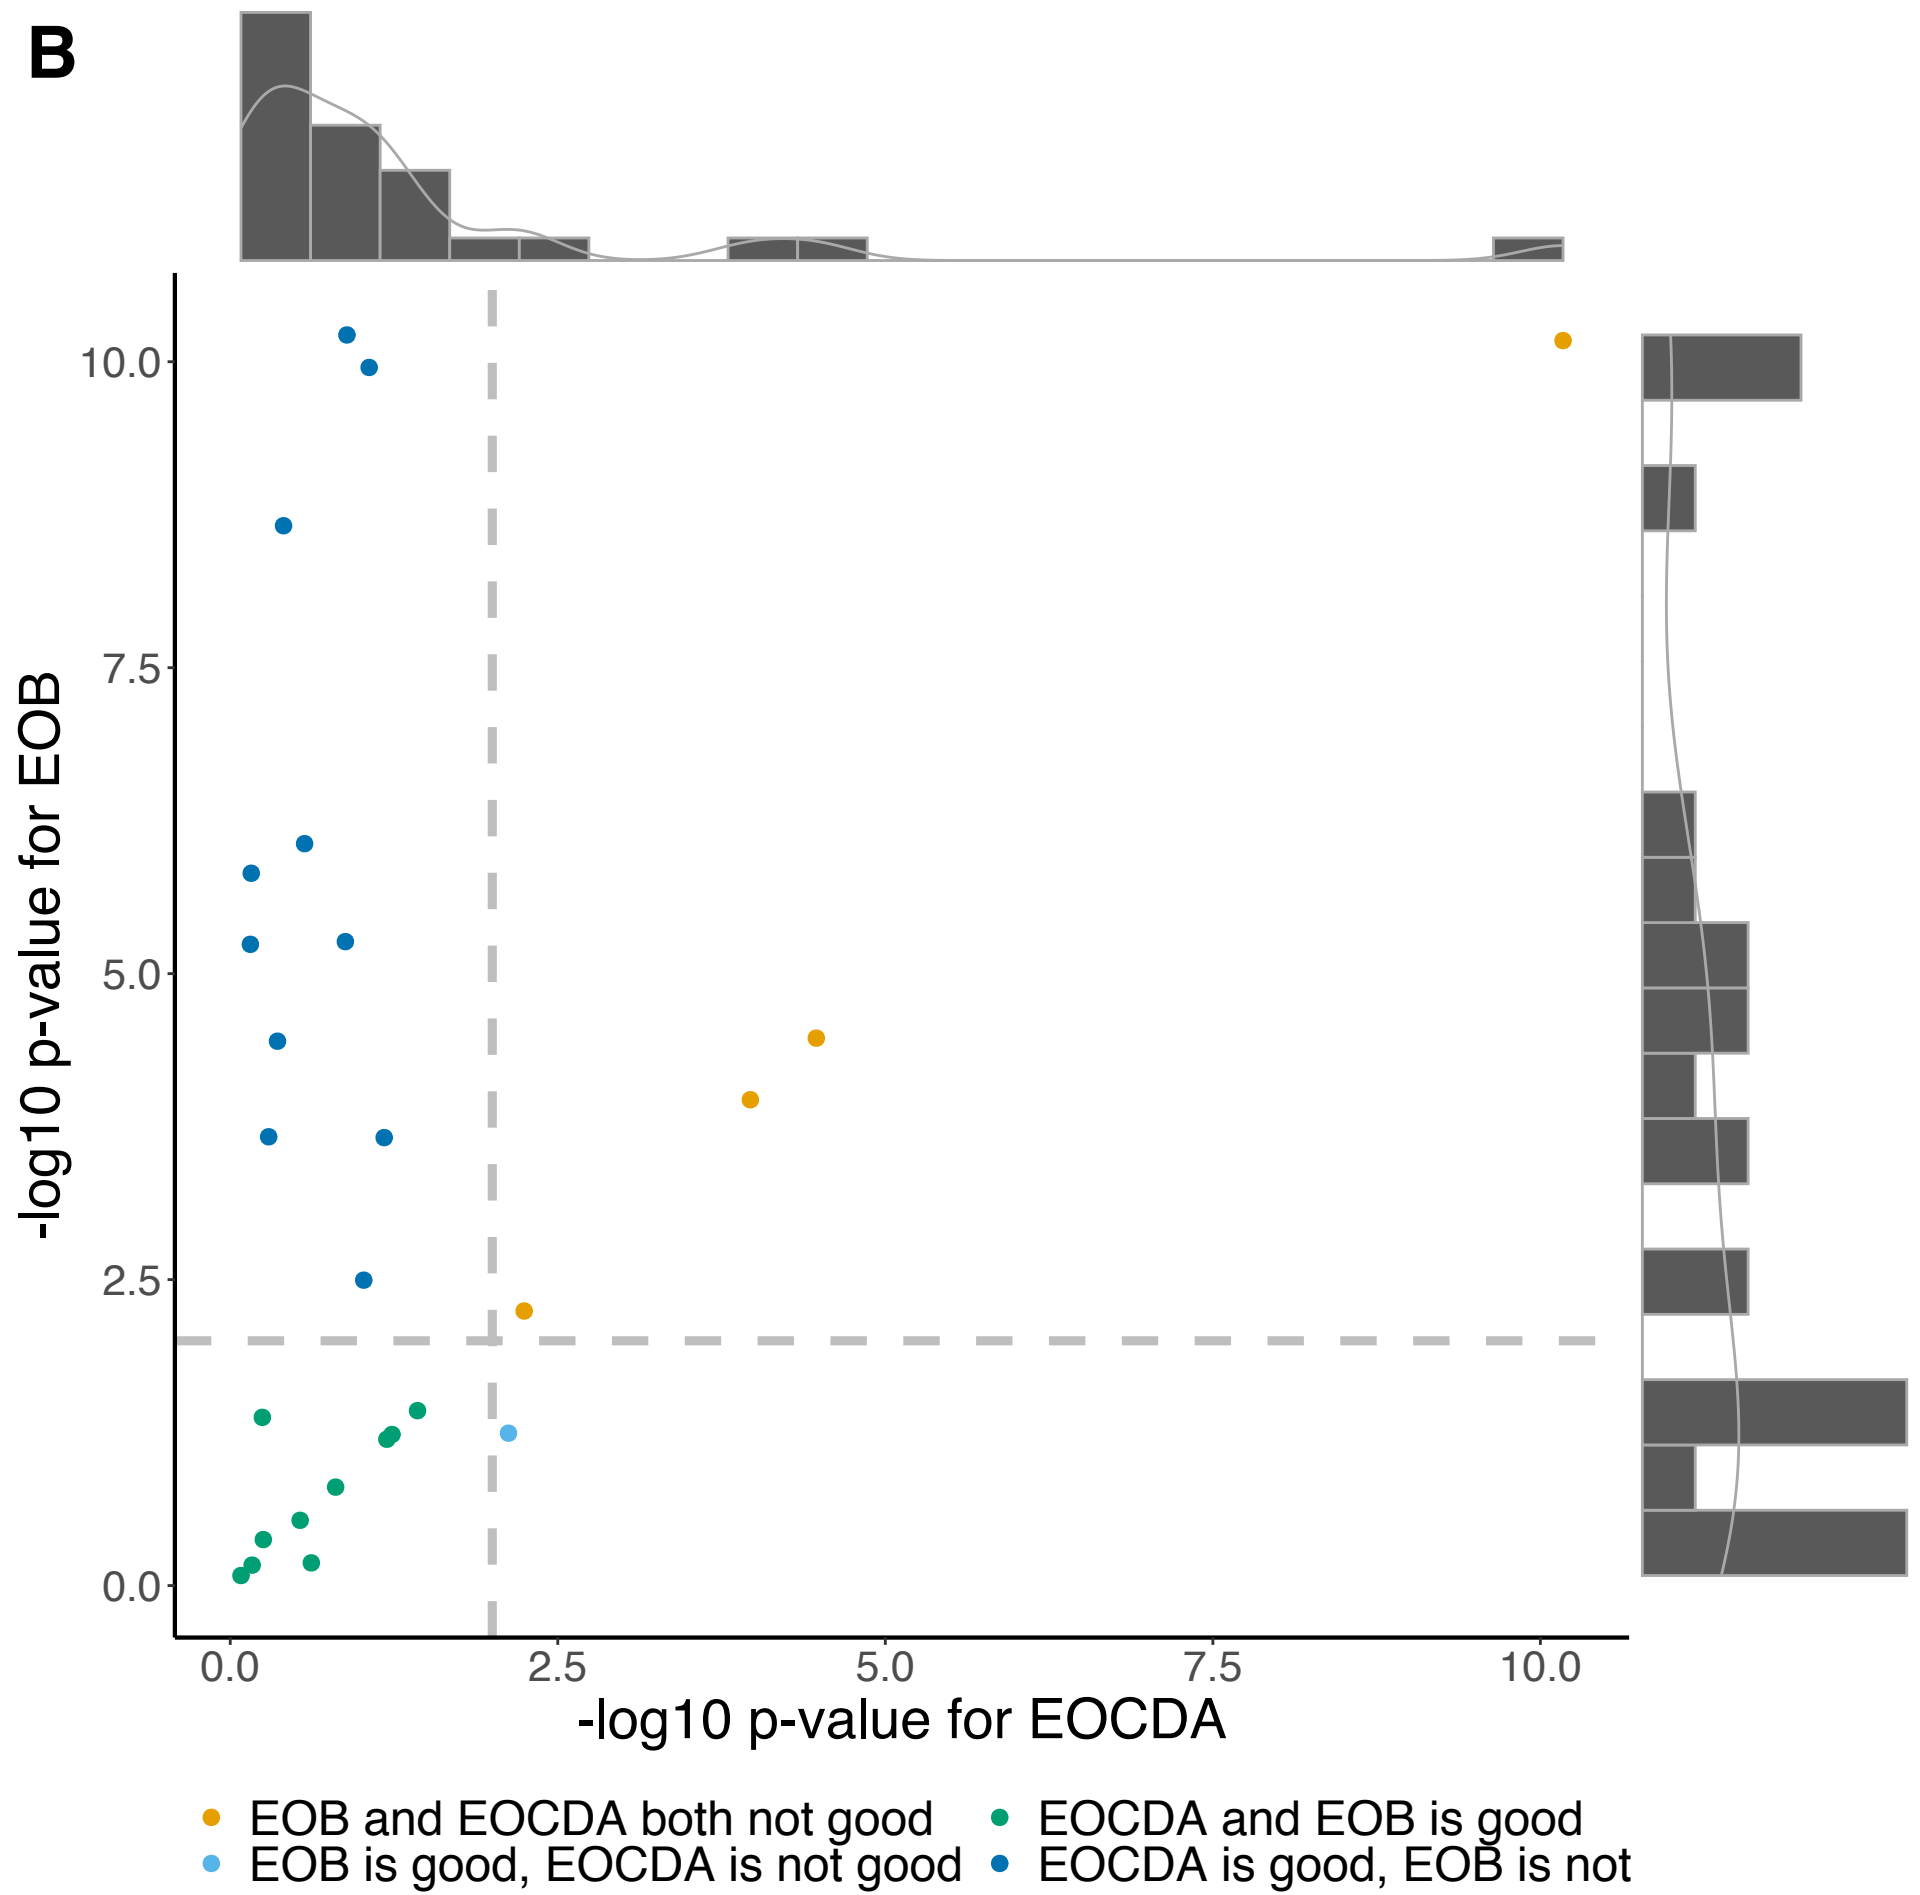 B
10.0
7.5
5.0
2.5
0.0
-log10 p-value for EOB
0.0 2.5 5.0 7.5 10.0
-log10 p-value for EOCDA
EOB and EOCDA both not good
EOCDA and EOB is good
EOB is good, EOCDA is not good
EOCDA is good, EOB is not